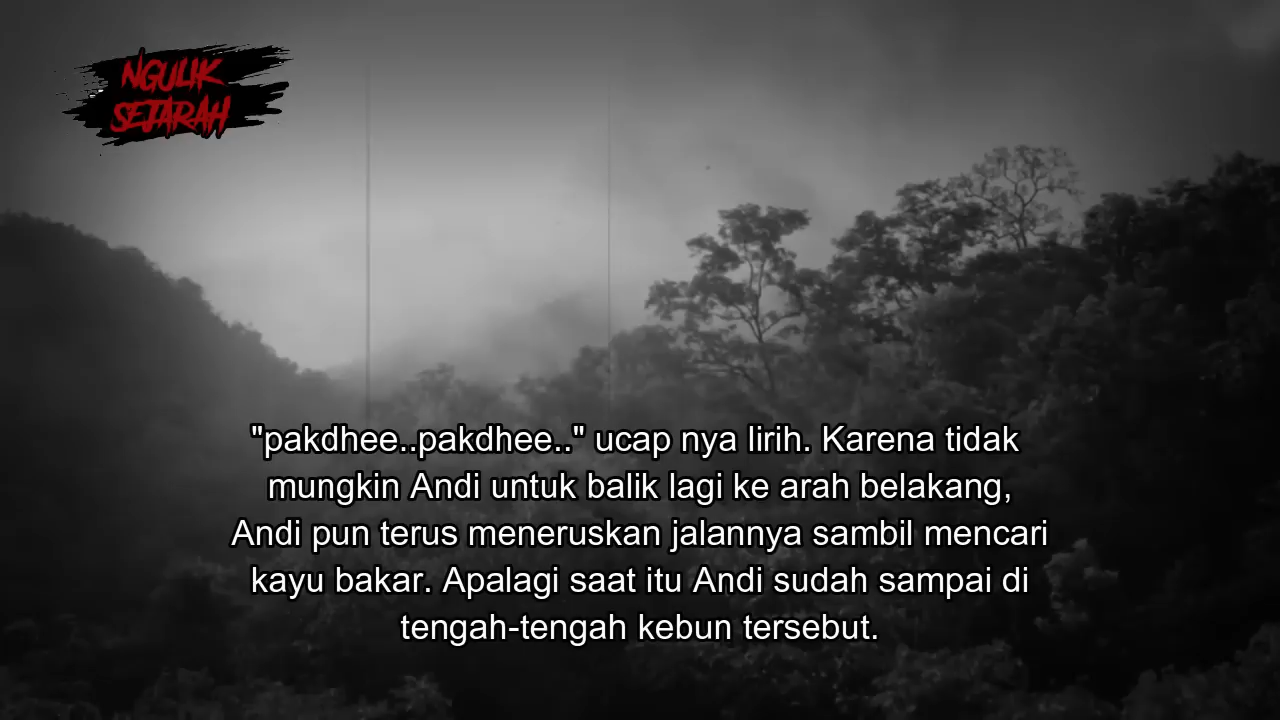 NGULIK
SEJARAH
"pakdhee..pakdhee.." ucap nya lirih. Karena tidak
mungkin Andi untuk balik lagi ke arah belakang,
Andi pun terus meneruskan jalannya sambil mencari
kayu bakar. Apalagi saat itu Andi sudah sampai di
tengah-tengah kebun tersebut.